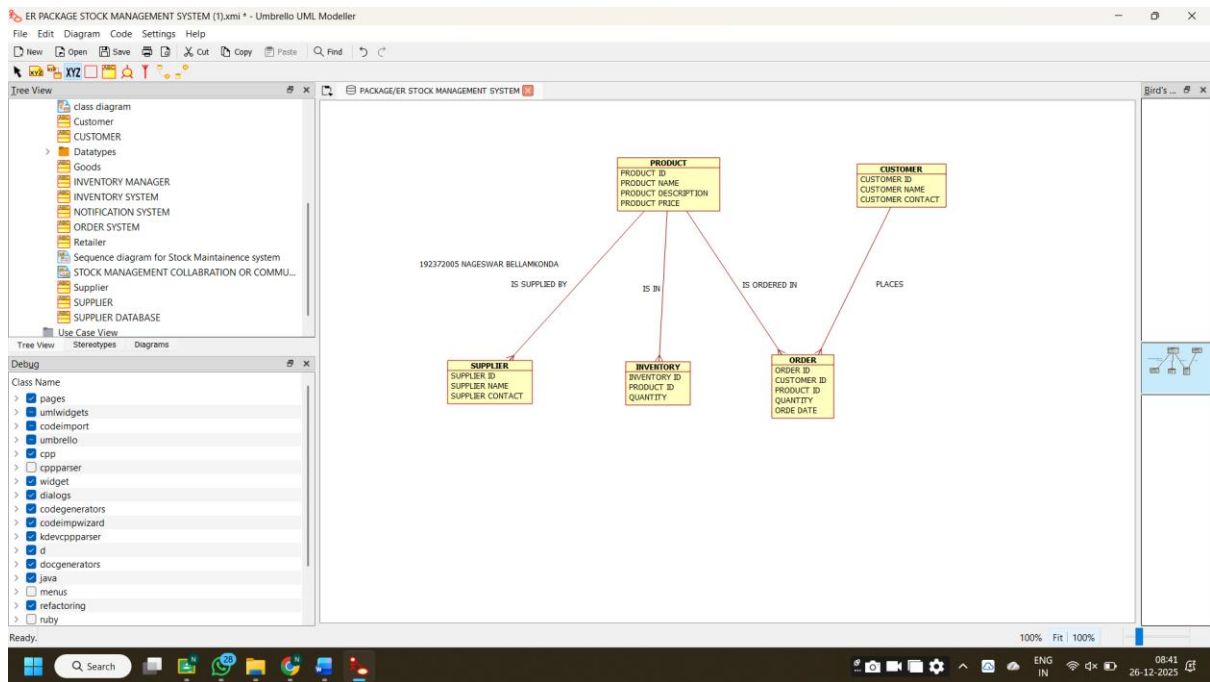 ER PACKAGE STOCK MANAGEMENT SYSTEM (1).xmi * - Umbrello UML Modeller
File Edit Diagram Code Settings Help
New Open Save Cut Copy Paste Find
XYZ
Tree View
PACKAGE/ER STOCK MANAGEMENT SYSTEM
Bird's ...
class diagram
Customer
CUSTOMER
Datatypes
Goods
INVENTORY MANAGER
INVENTORY SYSTEM
NOTIFICATION SYSTEM
ORDER SYSTEM
Retailer
Sequence diagram for Stock Maintainence system
STOCK MANAGEMENT COLLABRATION OR COMMU...
Supplier
SUPPLIER
SUPPLIER DATABASE
Use Case View
Tree View Stereotypes Diagrams
Debug
Class Name
pages
umlwidgets
codeimport
umbrello
cpp
cppparser
widget
dialogs
codegenerators
codeimpwizard
kdevcppparser
d
docgenerators
java
menus
refactoring
ruby
PRODUCT
PRODUCT ID
PRODUCT NAME
PRODUCT DESCRIPTION
PRODUCT PRICE
CUSTOMER
CUSTOMER ID
CUSTOMER NAME
CUSTOMER CONTACT
192372005 NAGESWAR BELLAMKONDA
IS SUPPLIED BY
IS IN
IS ORDERED IN
PLACES
SUPPLIER
SUPPLIER ID
SUPPLIER NAME
SUPPLIER CONTACT
INVENTORY
INVENTORY ID
PRODUCT ID
QUANTITY
ORDER
ORDER ID
CUSTOMER ID
PRODUCT ID
QUANTITY
ORDE DATE
Ready.
100% Fit 100%
Search
28
ENG
IN
08:41
26-12-2025